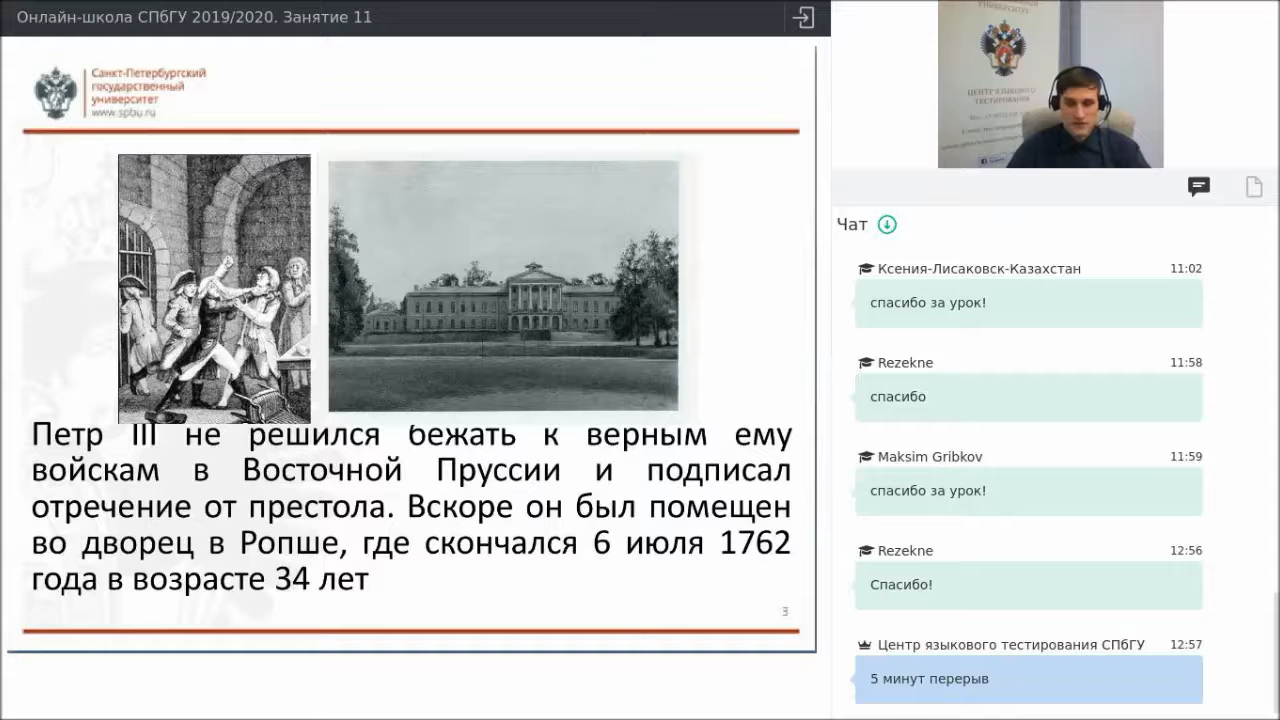 Онлайн-школа СПбГУ 2019/2020. Занятие 11
Санкт-Петербургский
государственный
университет
www.spbu.ru
Петр III не решился бежать к верным ему
войскам в Восточной Пруссии и подписал
отречение от престола. Вскоре он был помещен
во дворец в Ропше, где скончался 6 июля 1762
года в возрасте 34 лет
3
УНИВЕРСИТЕТ
ЦЕНТР ЯЗЫКОВОГО
ТЕСТИРОВАНИЯ
Чат
Ксения-Лисаковск-Казахстан 11:02
спасибо за урок!
Rezekne 11:58
спасибо
Maksim Gribkov 11:59
спасибо за урок!
Rezekne 12:56
Спасибо!
Центр языкового тестирования СПбГУ 12:57
5 минут перерыв